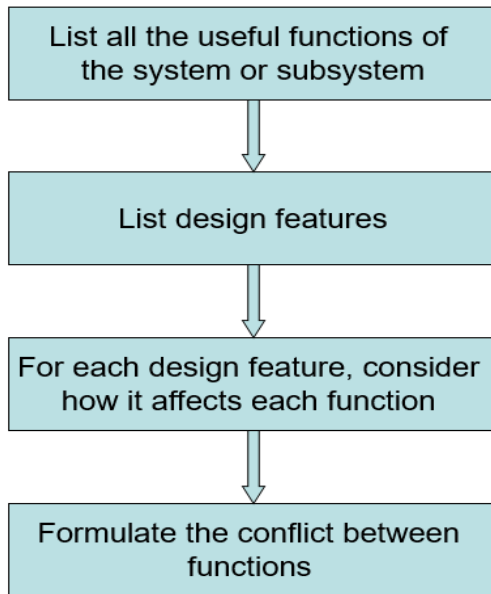 List all the useful functions of
the system or subsystem
List design features
For each design feature, consider
how it affects each function
Formulate the conflict between
functions